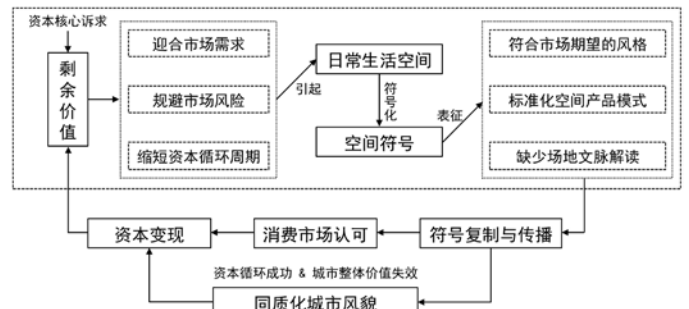 资本核心诉求
剩余价值
迎合市场需求
规避市场风险
缩短资本循环周期
引起
日常生活空间
符号化
空间符号
表征
符合市场期望的风格
标准化空间产品模式
缺少场地文脉解读
资本变现
消费市场认可
符号复制与传播
资本循环成功 & 城市整体价值失效
同质化城市风貌